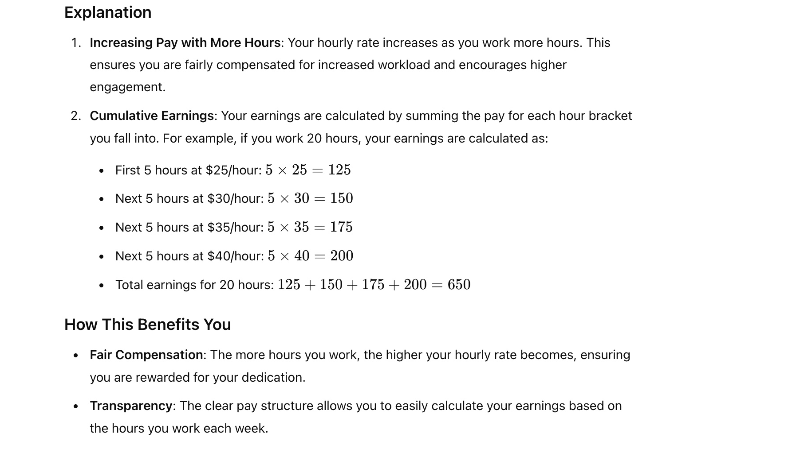 Explanation
1. Increasing Pay with More Hours: Your hourly rate increases as you work more hours. This
ensures you are fairly compensated for increased workload and encourages higher
engagement.
2. Cumulative Earnings: Your earnings are calculated by summing the pay for each hour bracket
you fall into. For example, if you work 20 hours, your earnings are calculated as:
• First 5 hours at $25/hour: 5 × 25 = 125
• Next 5 hours at $30/hour: 5 × 30 = 150
• Next 5 hours at $35/hour: 5 × 35 = 175
• Next 5 hours at $40/hour: 5 × 40 = 200
• Total earnings for 20 hours: 125 + 150 + 175 + 200 = 650
How This Benefits You
• Fair Compensation: The more hours you work, the higher your hourly rate becomes, ensuring
you are rewarded for your dedication.
• Transparency: The clear pay structure allows you to easily calculate your earnings based on
the hours you work each week.